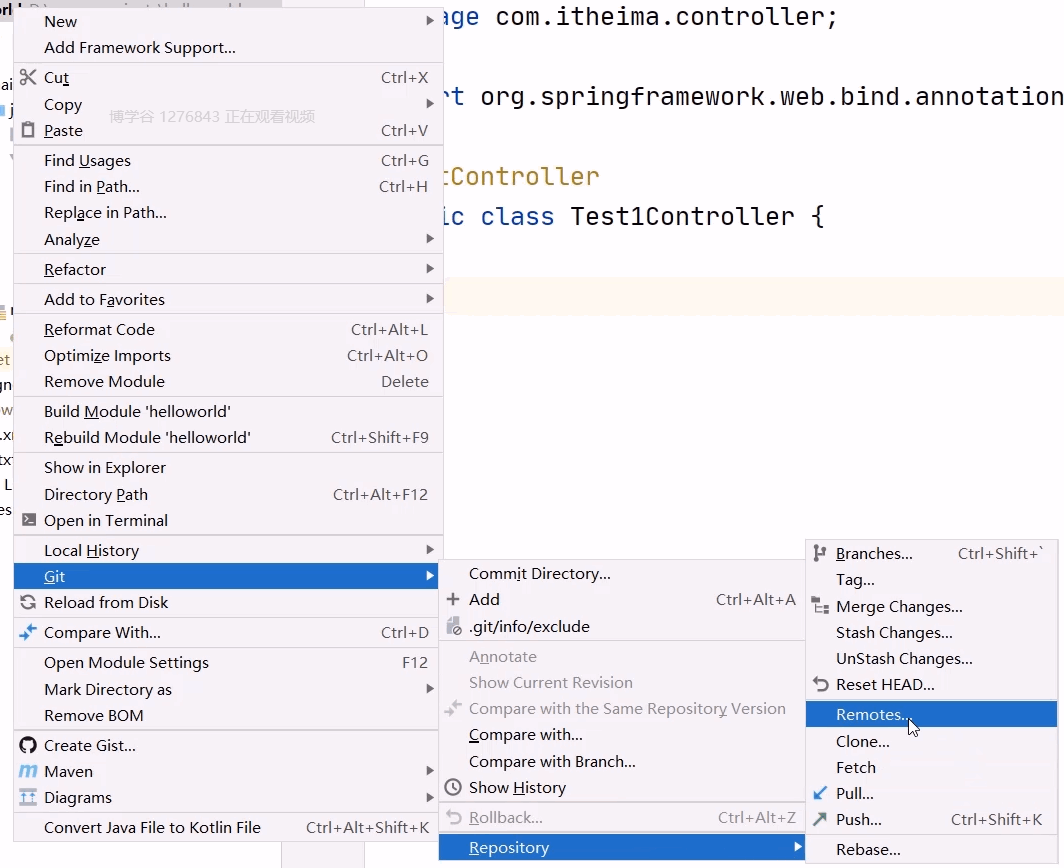 package com.itheima.controller;
import org.springframework.web.bind.annotation
tController
ic class Test1Controller {
New
Add Framework Support...
Cut Ctrl+X
Copy
博学谷 1276843 正在观看视频
Paste Ctrl+V
Find Usages Ctrl+G
Find in Path... Ctrl+H
Replace in Path...
Analyze
Refactor
Add to Favorites
Reformat Code Ctrl+Alt+L
Optimize Imports Ctrl+Alt+O
Remove Module Delete
Build Module 'helloworld'
Rebuild Module 'helloworld' Ctrl+Shift+F9
Show in Explorer
Directory Path Ctrl+Alt+F12
Open in Terminal
Local History
Git
Reload from Disk
Compare With... Ctrl+D
Open Module Settings F12
Mark Directory as
Remove BOM
Create Gist...
Maven
Diagrams
Convert Java File to Kotlin File Ctrl+Alt+Shift+K
Commit Directory...
Add Ctrl+Alt+A
.git/info/exclude
Annotate
Show Current Revision
Compare with the Same Repository Version
Compare with...
Compare with Branch...
Show History
Rollback... Ctrl+Alt+Z
Repository
Branches... Ctrl+Shift+`
Tag...
Merge Changes...
Stash Changes...
UnStash Changes...
Reset HEAD...
Remotes...
Clone...
Fetch
Pull...
Push... Ctrl+Shift+K
Rebase...